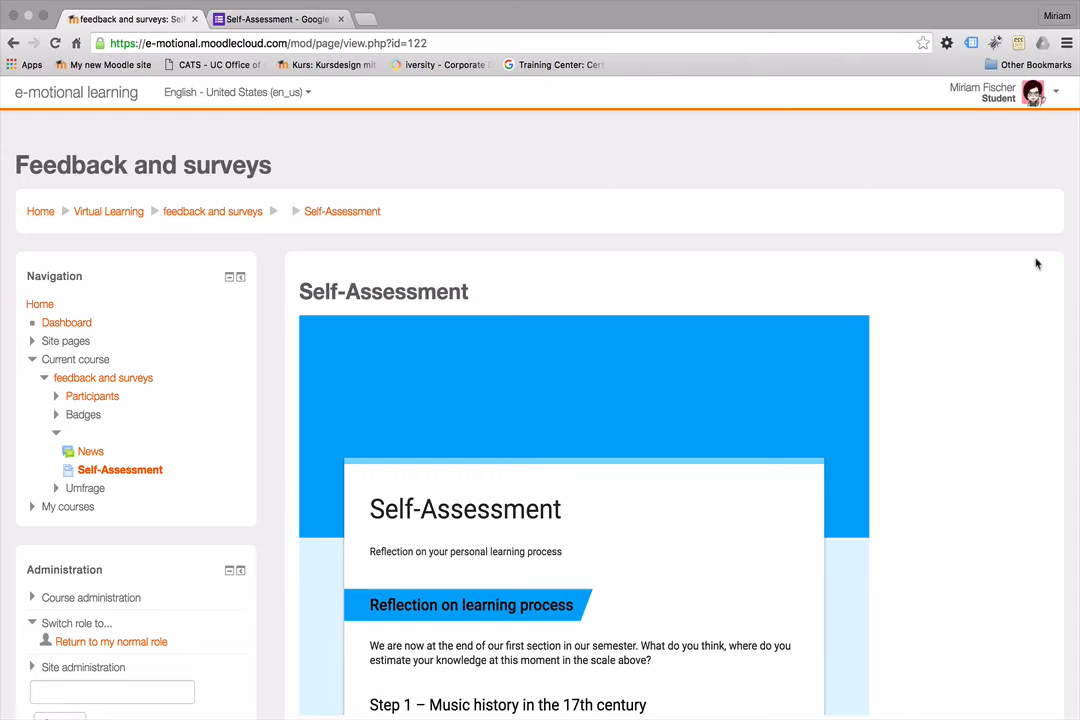 feedback and surveys: Self
Self-Assessment - Google
Miriam
https://e-motional.moodlecloud.com/mod/page/view.php?id=122
Apps
My new Moodle site
CATS - UC Office of
Kurs: Kursdesign mit
iversity - Corporate
Training Center: Cert
Other Bookmarks
e-motional learning
English - United States (en_us)
Miriam Fischer
Student
Feedback and surveys
Home
Virtual Learning
feedback and surveys
Self-Assessment
Navigation
Home
Dashboard
Site pages
Current course
feedback and surveys
Participants
Badges
News
Self-Assessment
Umfrage
My courses
Administration
Course administration
Switch role to...
Return to my normal role
Site administration
Self-Assessment
Self-Assessment
Reflection on your personal learning process
Reflection on learning process
We are now at the end of our first section in our semester. What do you think, where do you
estimate your knowledge at this moment in the scale above?
Step 1 – Music history in the 17th century